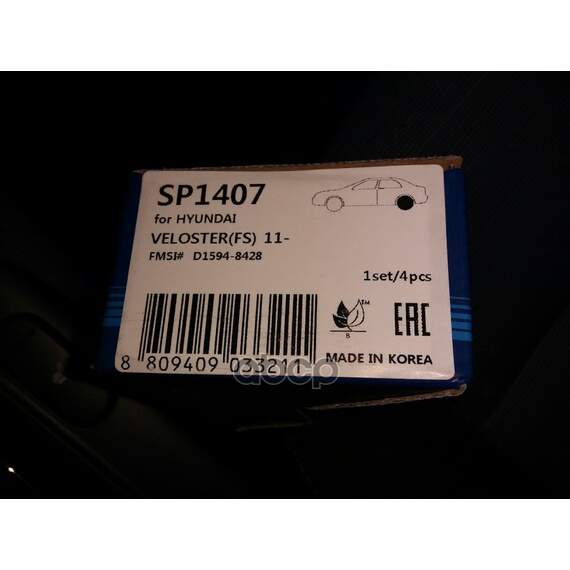 SP1407
for HYUNDAI
VELOSTER(FS) 11-
FMSI# D1594-8428
1set/4pcs
TM
B
EAC
MADE IN KOREA
8 809409 033211
docp